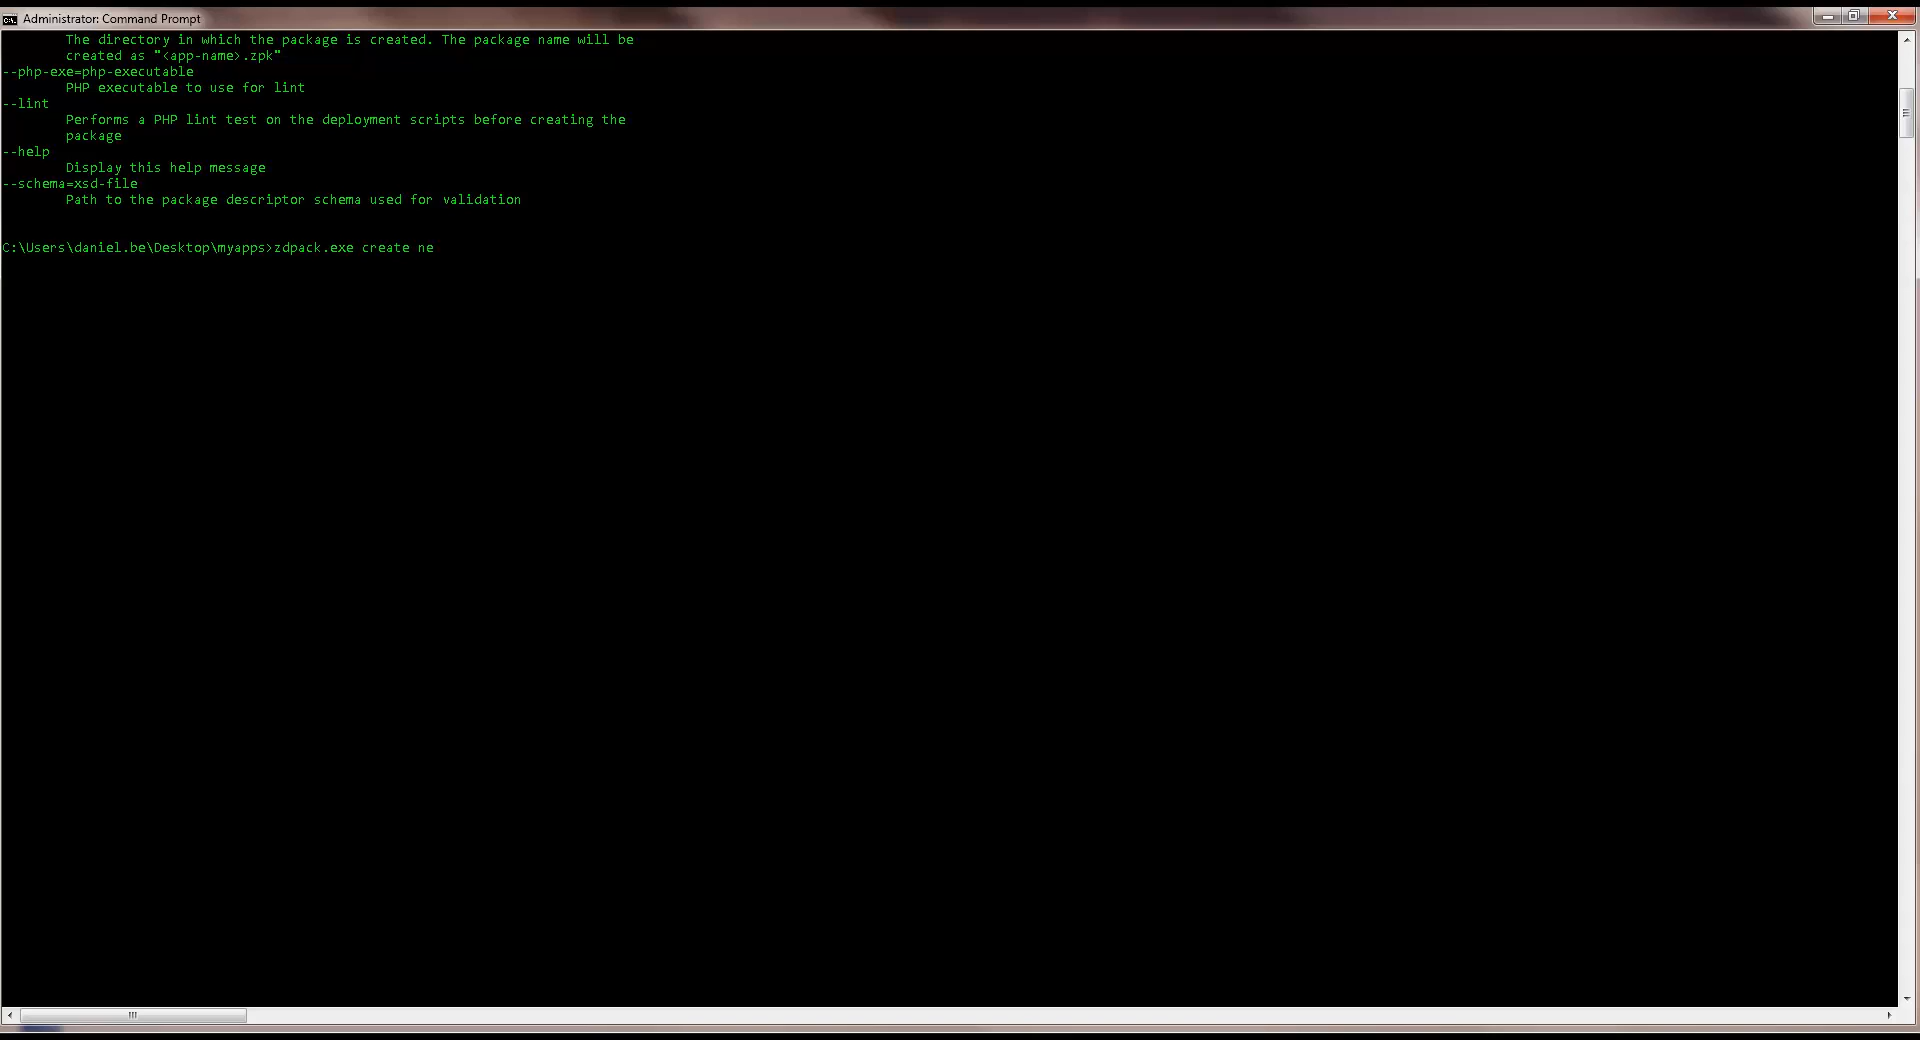 Administrator: Command Prompt
The directory in which the package is created. The package name will be
created as "<app-name>.zpk"
--php-exe=php-executable
PHP executable to use for lint
--lint
Performs a PHP lint test on the deployment scripts before creating the
package
--help
Display this help message
--schema=xsd-file
Path to the package descriptor schema used for validation
C:\Users\daniel.be\Desktop\myapps>zdpack.exe create ne